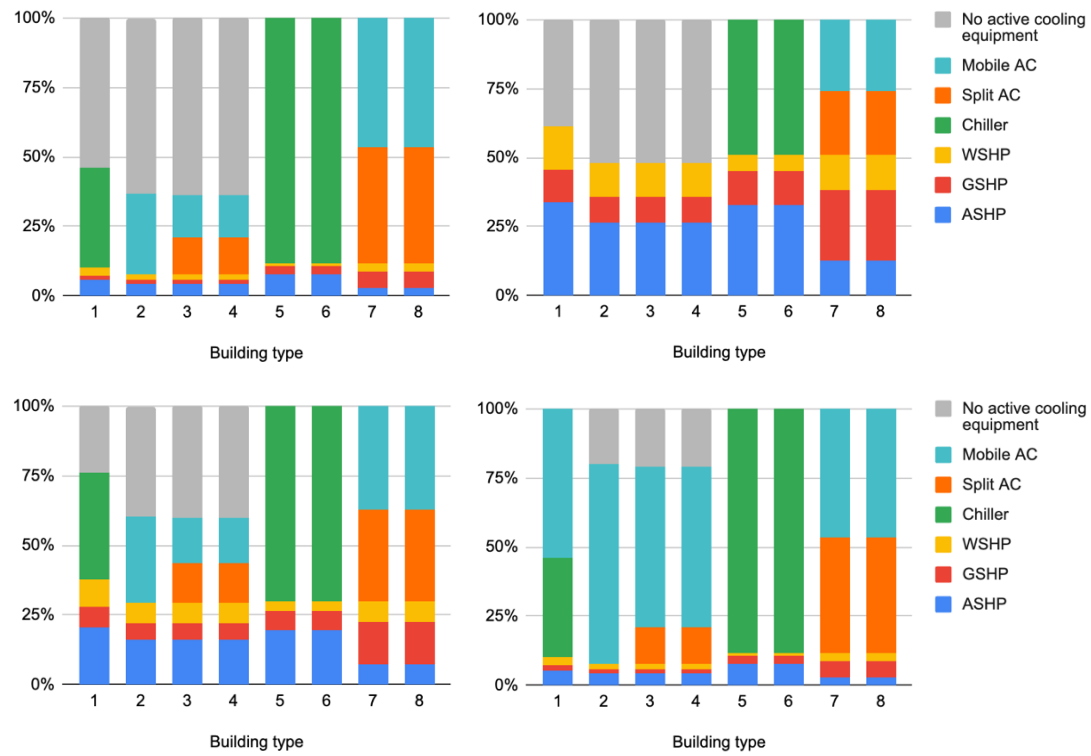 100%
75%
50%
25%
0%
1 2 3 4 5 6 7 8
Building type
100%
75%
50%
25%
0%
1 2 3 4 5 6 7 8
Building type
No active cooling
equipment
Mobile AC
Split AC
Chiller
WSHP
GSHP
ASHP
100%
75%
50%
25%
0%
1 2 3 4 5 6 7 8
Building type
100%
75%
50%
25%
0%
1 2 3 4 5 6 7 8
Building type
No active cooling
equipment
Mobile AC
Split AC
Chiller
WSHP
GSHP
ASHP